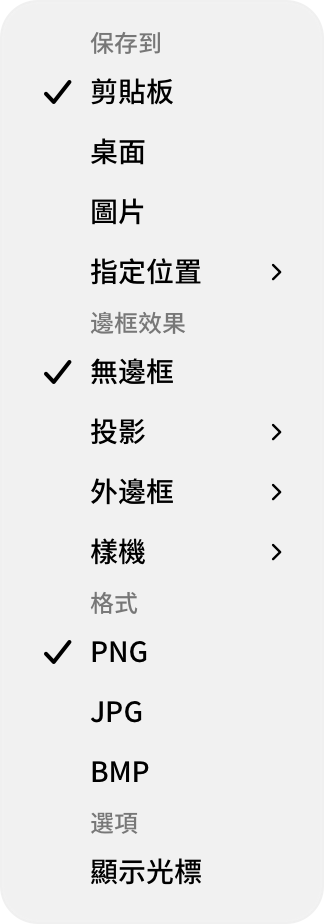 保存到
剪貼板
桌面
圖片
指定位置
邊框效果
無邊框
投影
外邊框
樣機
格式
PNG
JPG
BMP
選項
顯示光標